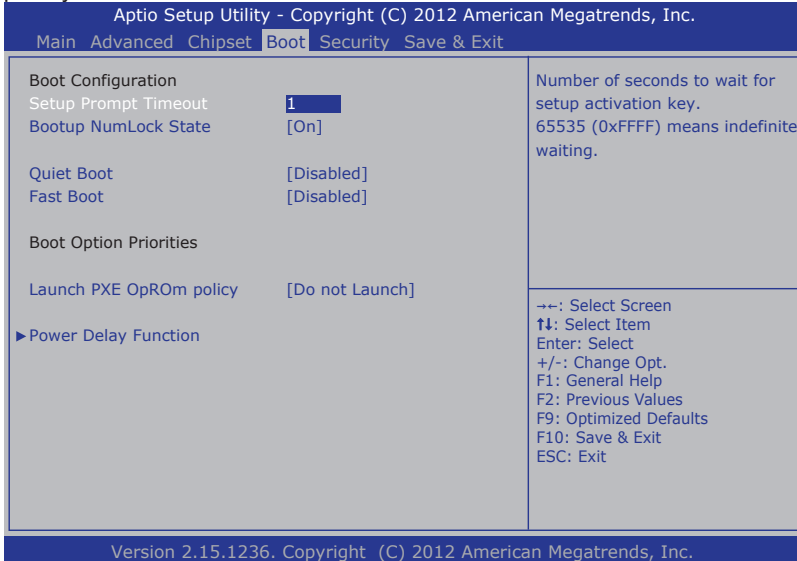 Aptio Setup Utility - Copyright (C) 2012 American Megatrends, Inc.
Main Advanced Chipset Boot Security Save & Exit
Boot Configuration
Setup Prompt Timeout 1
Bootup NumLock State [On]
Quiet Boot [Disabled]
Fast Boot [Disabled]
Boot Option Priorities
Launch PXE OpROm policy [Do not Launch]
►Power Delay Function
Number of seconds to wait for
setup activation key.
65535 (0xFFFF) means indefinite
waiting.
→←: Select Screen
↑↓: Select Item
Enter: Select
+/-: Change Opt.
F1: General Help
F2: Previous Values
F9: Optimized Defaults
F10: Save & Exit
ESC: Exit
Version 2.15.1236. Copyright (C) 2012 American Megatrends, Inc.